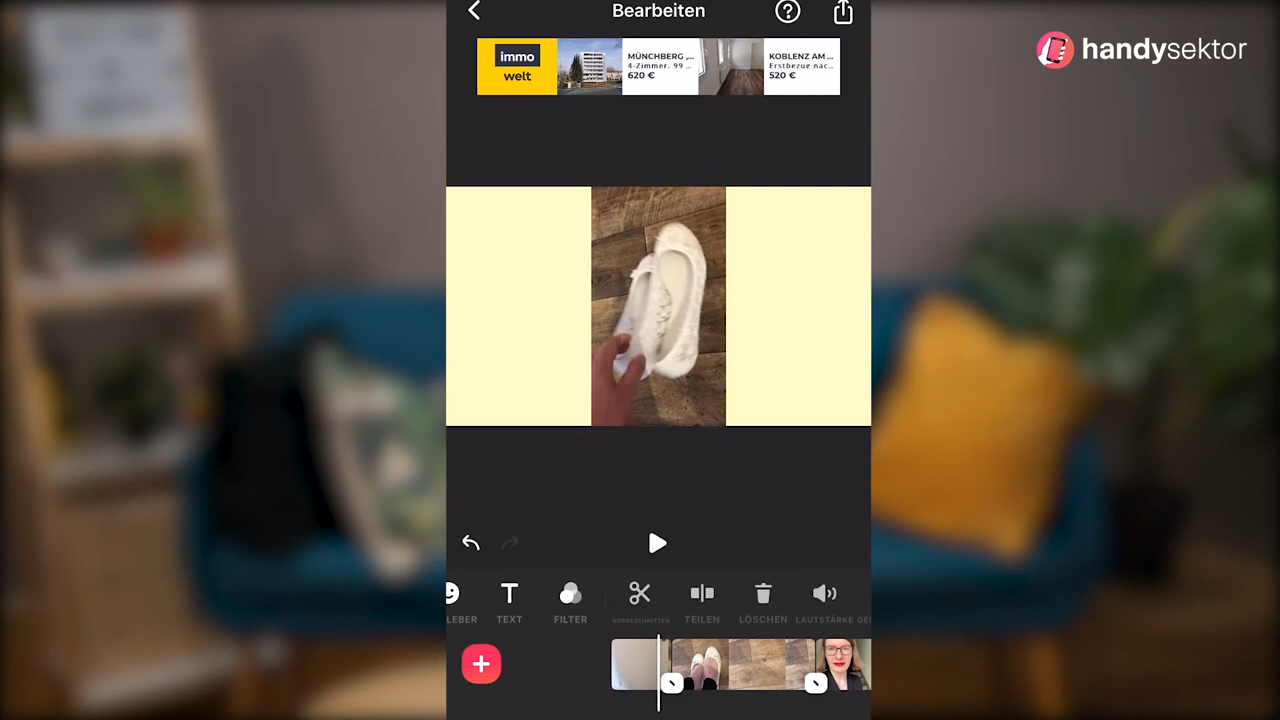 Bearbeiten
handysektor
immo
welt
MÜNCHBERG ,...
4-Zimmer, 99 ...
620 €
KOBLENZ AM ...
Erstbezug nac...
520 €
LEBER
TEXT
FILTER
VORGESCHNITTEN
TEILEN
LÖSCHEN
LAUTSTÄRKE